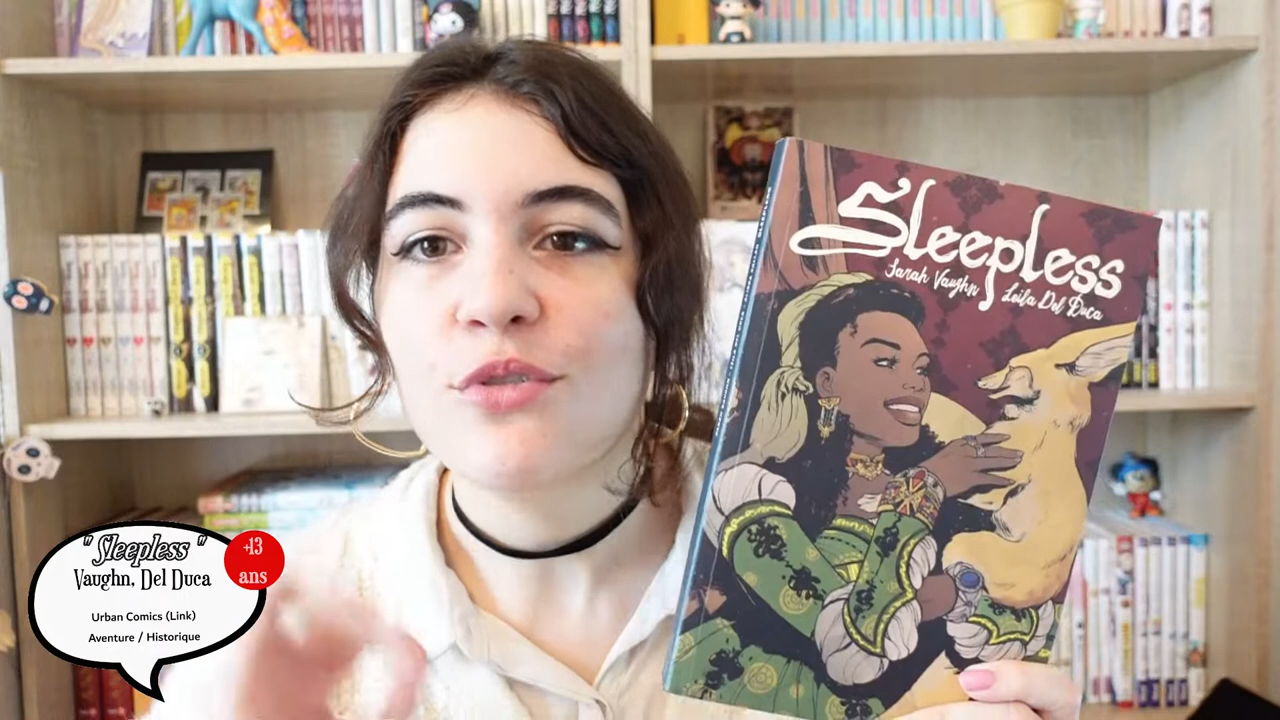 Sleepless
Sarah Vaughn Leila Del Duca
" Sleepless "
Vaughn, Del Duca
+13
ans
Urban Comics (Link)
Aventure / Historique